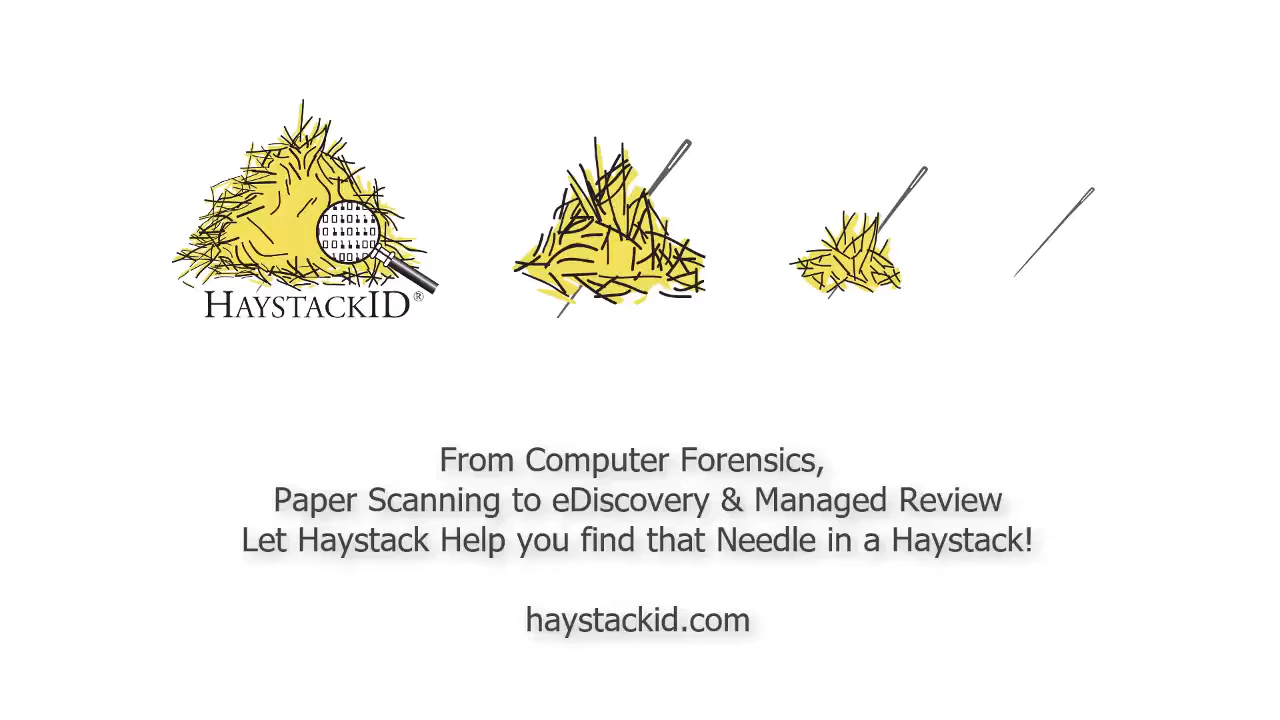 HAYSTACKID®
From Computer Forensics,
Paper Scanning to eDiscovery & Managed Review
Let Haystack Help you find that Needle in a Haystack!
haystackid.com